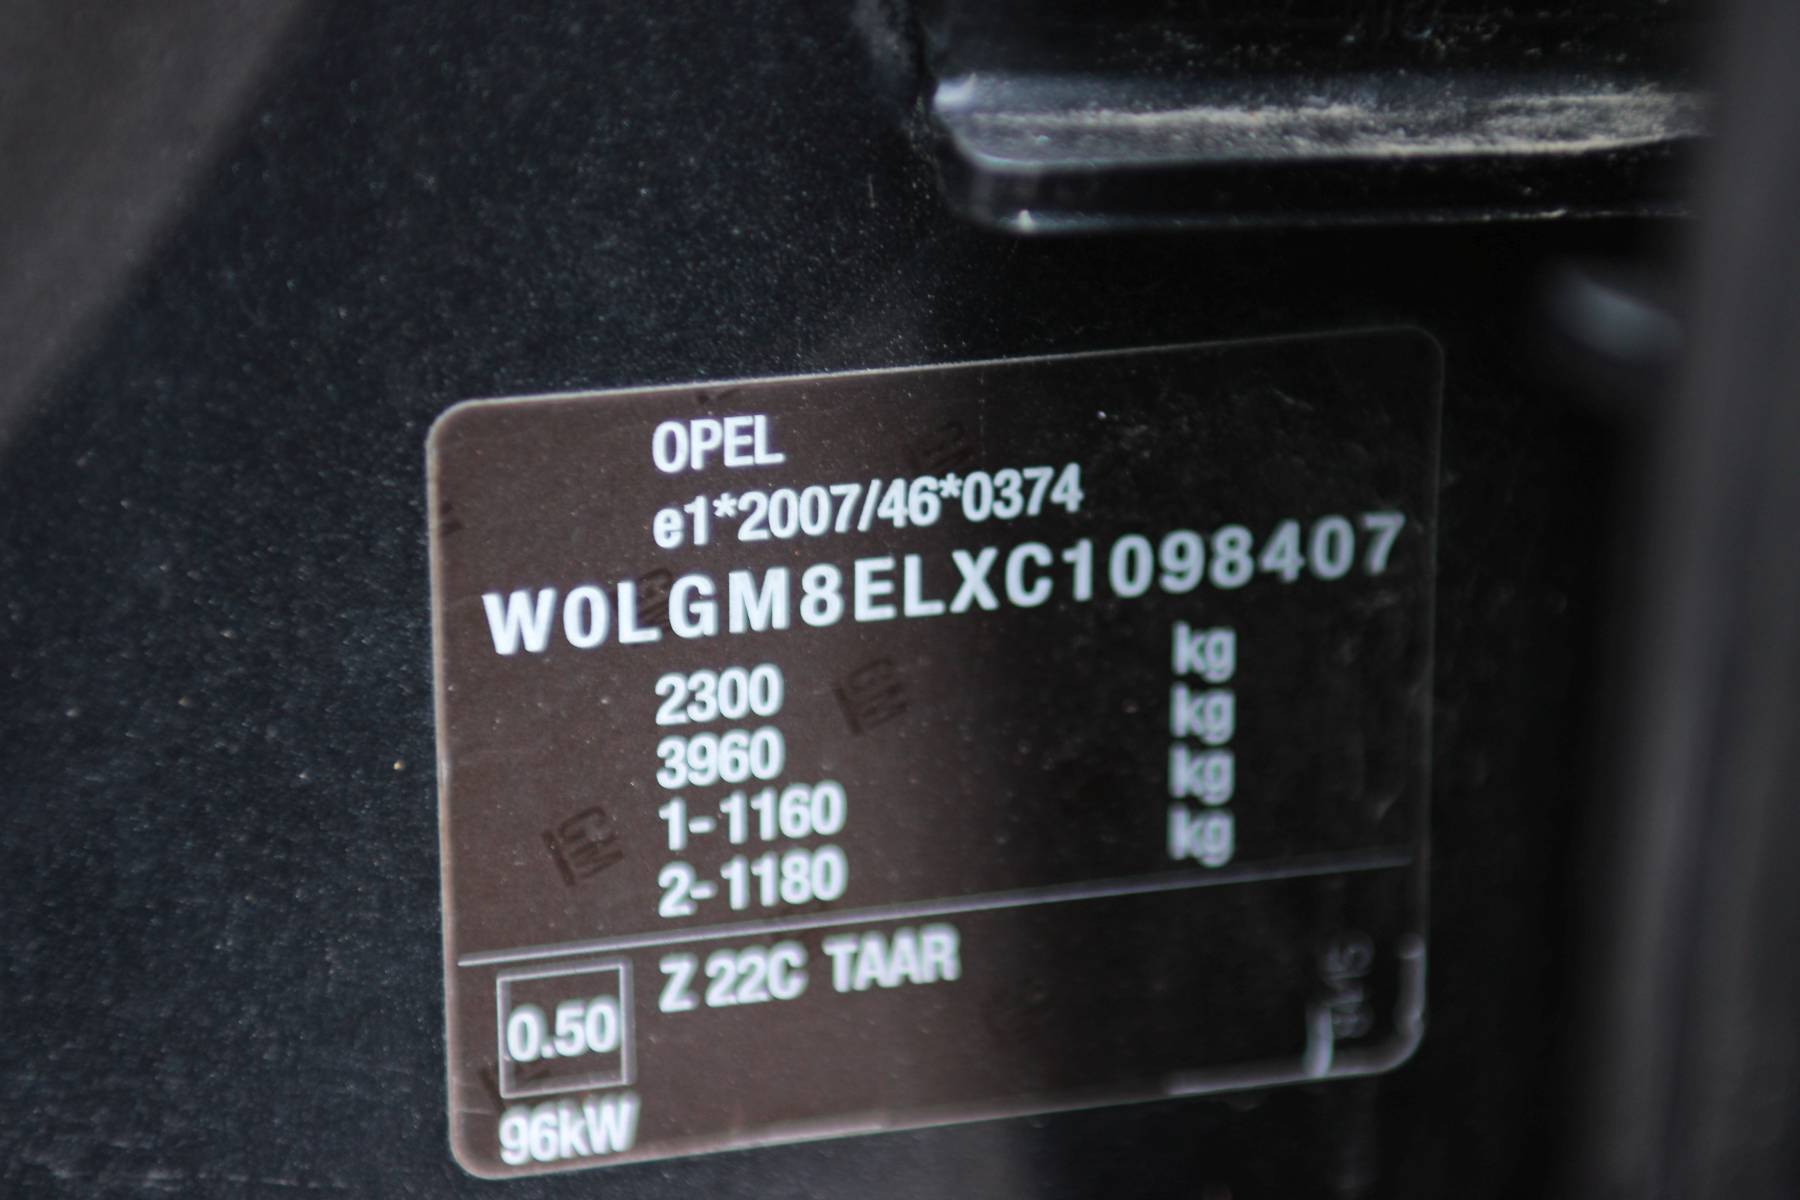 OPEL
e1*2007/46*0374
W0LGM8ELXC1098407
2300 kg
3960 kg
1-1160 kg
2-1180 kg
Z 22C TAAR
0.50
96kW